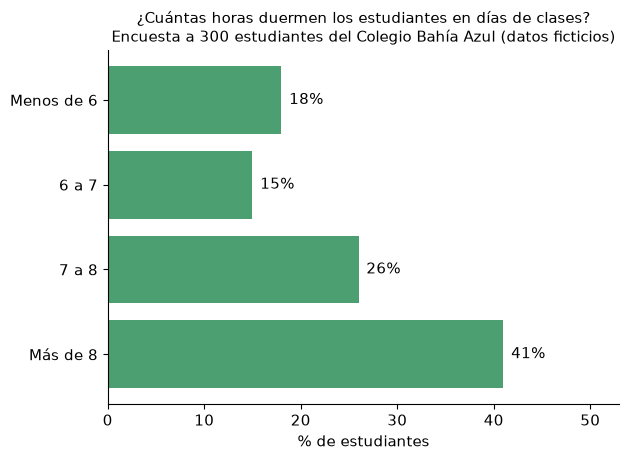 ¿Cuántas horas duermen los estudiantes en días de clases?
Encuesta a 300 estudiantes del Colegio Bahía Azul (datos ficticios)
Menos de 6
18%
6 a 7
15%
7 a 8
26%
Más de 8
41%
0 10 20 30 40 50
% de estudiantes